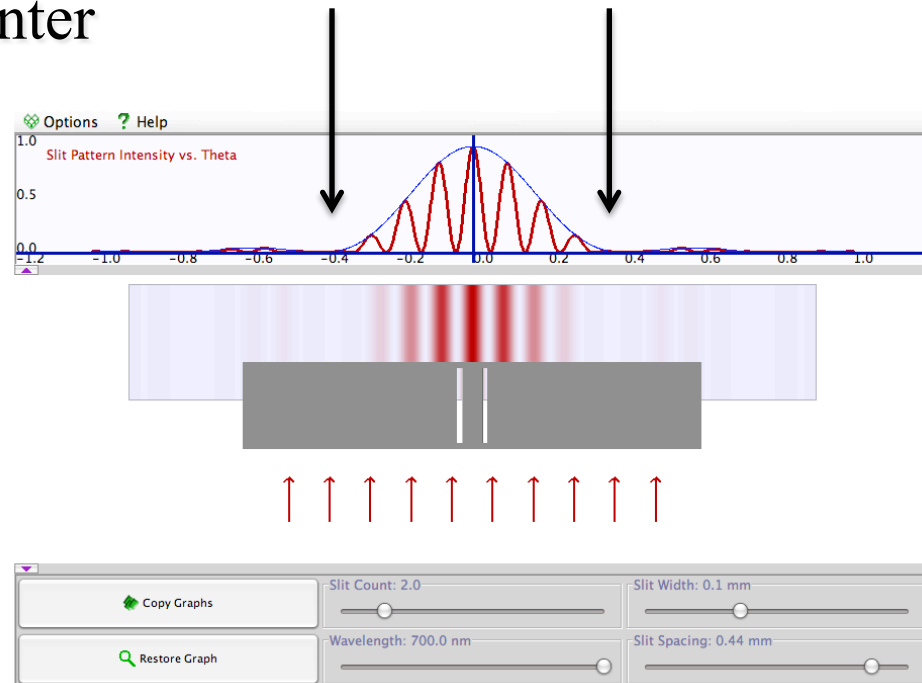 nter
Options ? Help
1.0
Slit Pattern Intensity vs. Theta
0.5
0.0
-1.2 -1.0 -0.8 -0.6 -0.4 -0.2 0.0 0.2 0.4 0.6 0.8 1.0
Copy Graphs
Slit Count: 2.0
Slit Width: 0.1 mm
Restore Graph
Wavelength: 700.0 nm
Slit Spacing: 0.44 mm